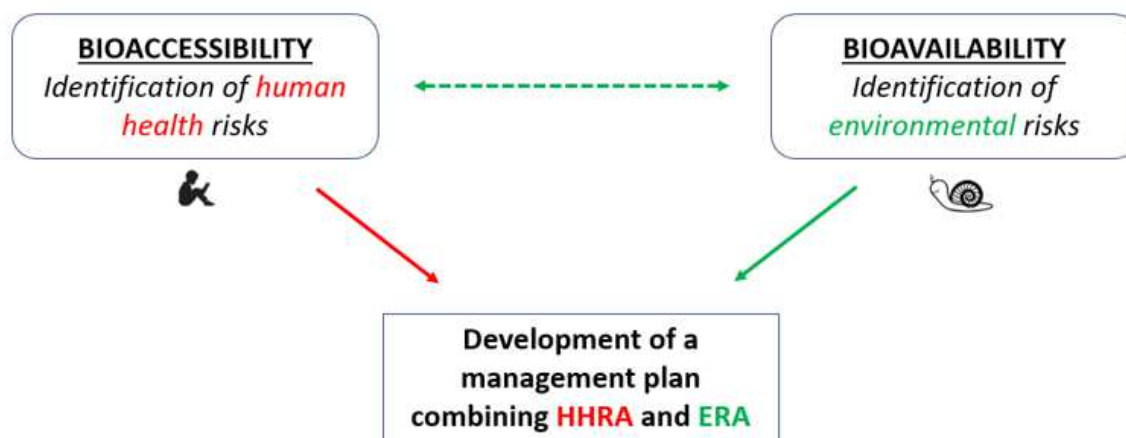 BIOACCESSIBILITY
Identification of human
health risks
BIOAVAILABILITY
Identification of
environmental risks
Development of a
management plan
combining HHRA and ERA